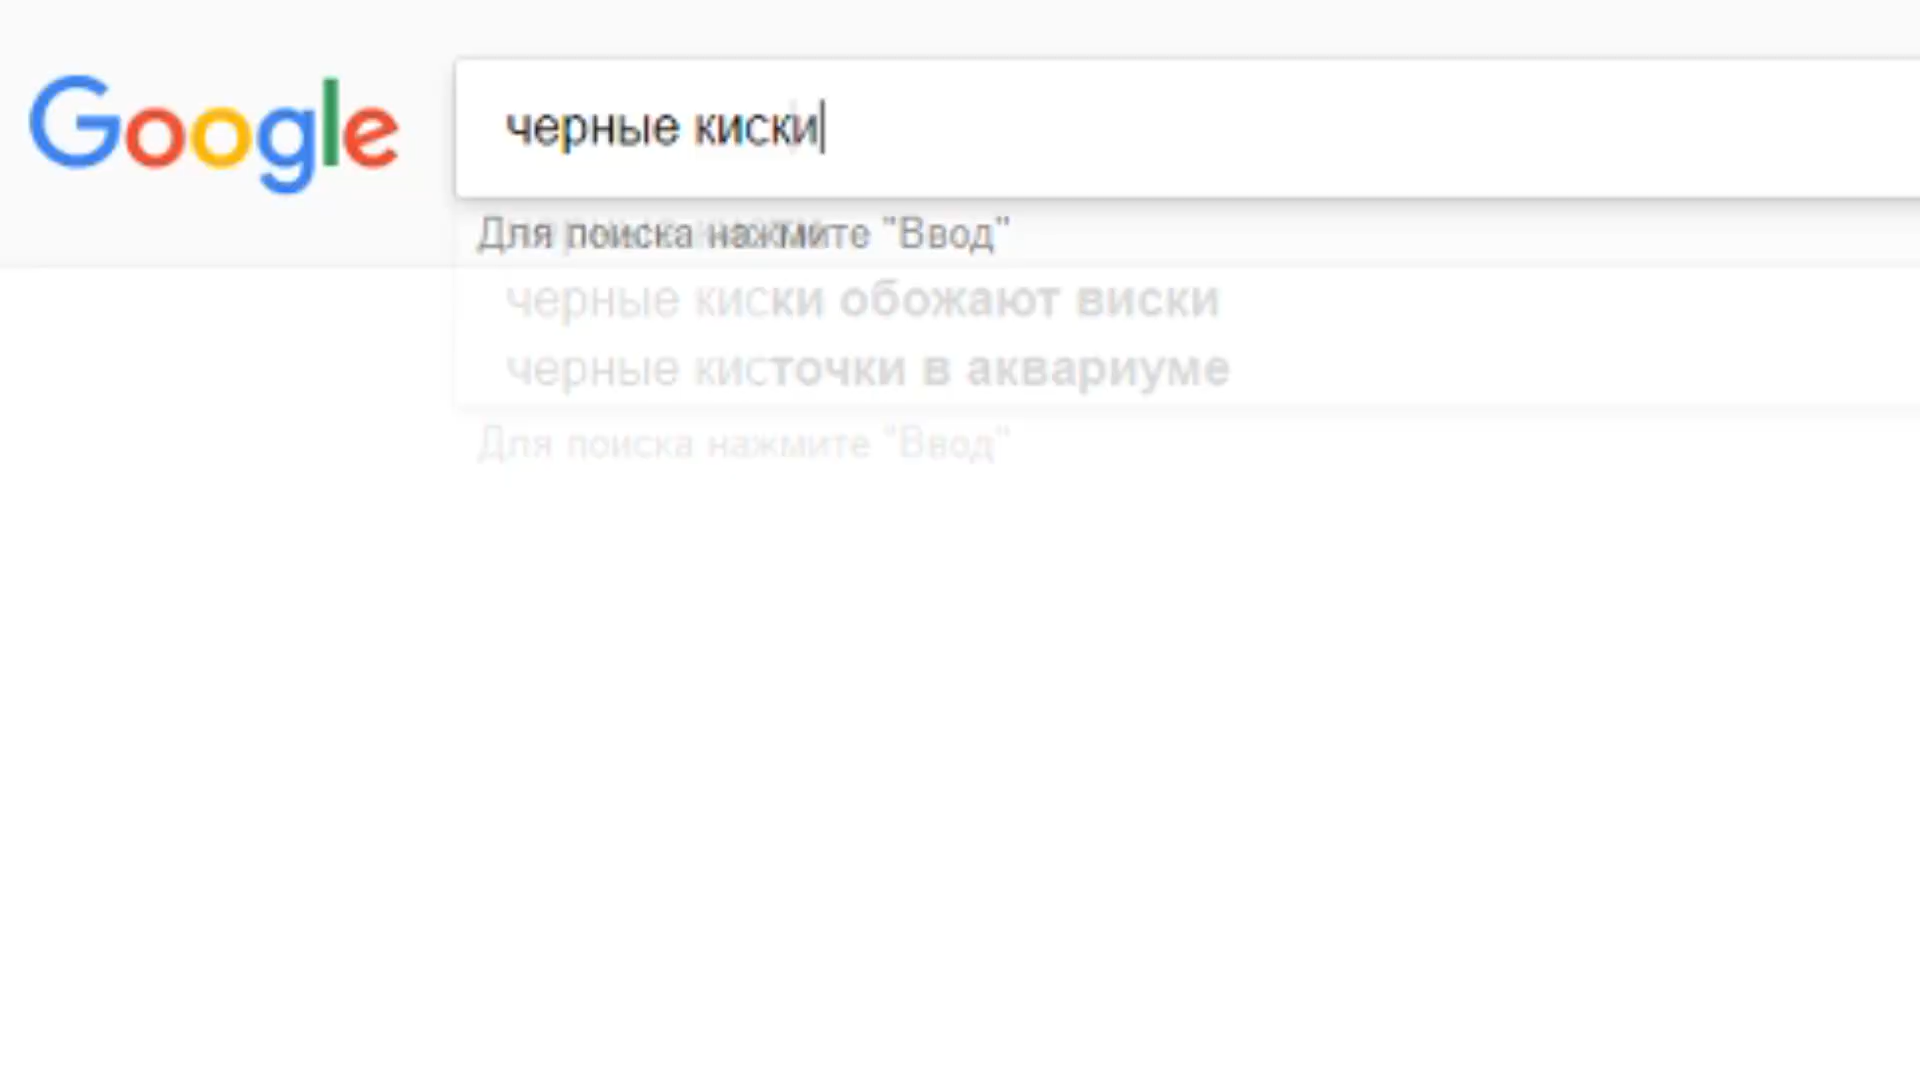 Google
черные киски
Для поиска нажмите "Ввод"
черные киски обожают виски
черные кисточки в аквариуме
Для поиска нажмите "Ввод"